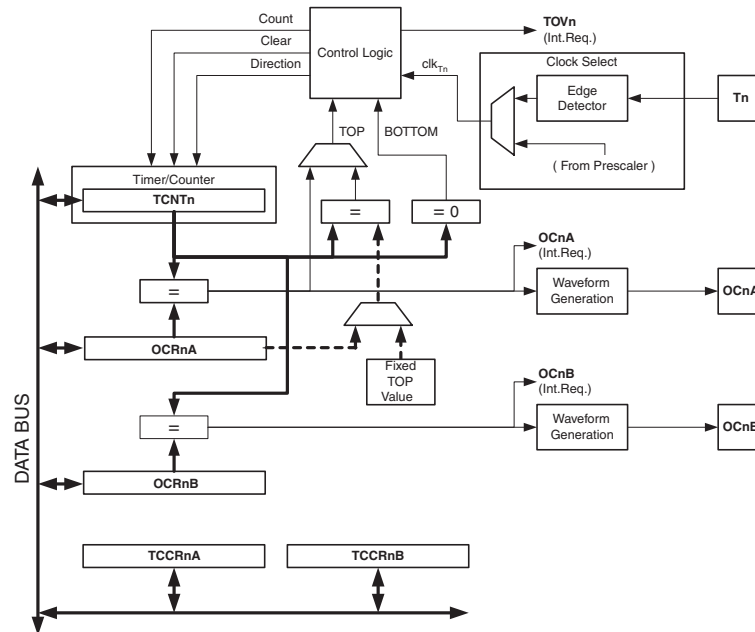 Count
TOVn
(Int.Req.)
Clear
Control Logic
Direction
clkTn
Clock Select
Edge
Detector
Tn
TOP
BOTTOM
( From Prescaler )
Timer/Counter
TCNTn
=
= 0
OCnA
(Int.Req.)
=
Waveform
Generation
OCnA
OCRnA
Fixed
TOP
Value
OCnB
(Int.Req.)
=
Waveform
Generation
OCnB
OCRnB
DATA BUS
TCCRnA
TCCRnB